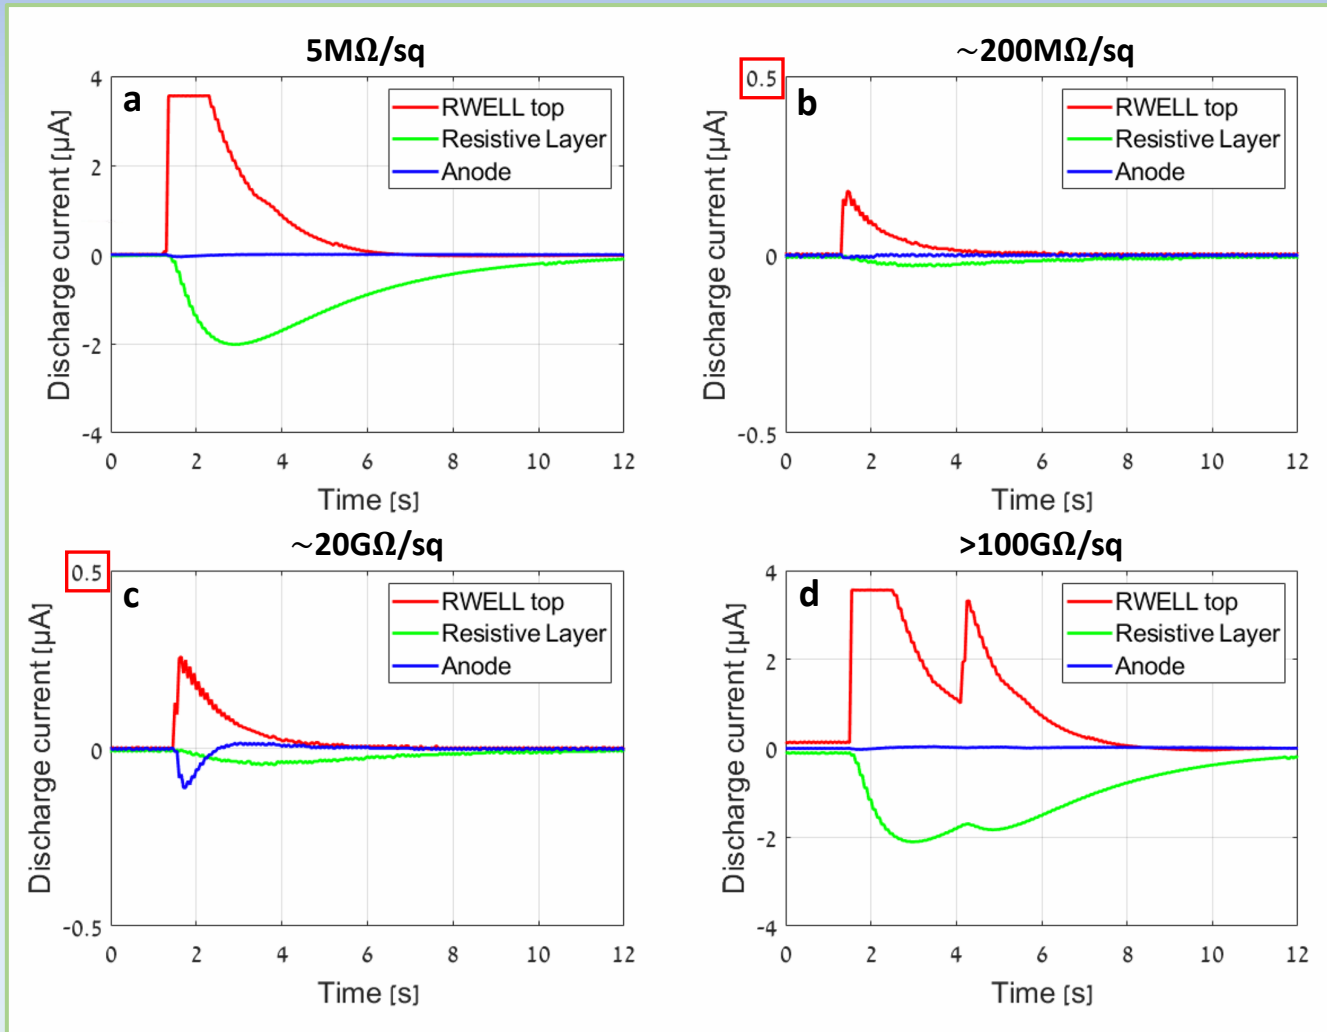 5MΩ/sq
a
RWELL top
Resistive Layer
Anode
Discharge current [μA]
4
2
0
-2
-4
0 2 4 6 8 10 12
Time [s]
∼200MΩ/sq
b
RWELL top
Resistive Layer
Anode
Discharge current [μA]
0.5
0
-0.5
0 2 4 6 8 10 12
Time [s]
∼20GΩ/sq
c
RWELL top
Resistive Layer
Anode
Discharge current [μA]
0.5
0
-0.5
0 2 4 6 8 10 12
Time [s]
>100GΩ/sq
d
RWELL top
Resistive Layer
Anode
Discharge current [μA]
4
2
0
-2
-4
0 2 4 6 8 10 12
Time [s]